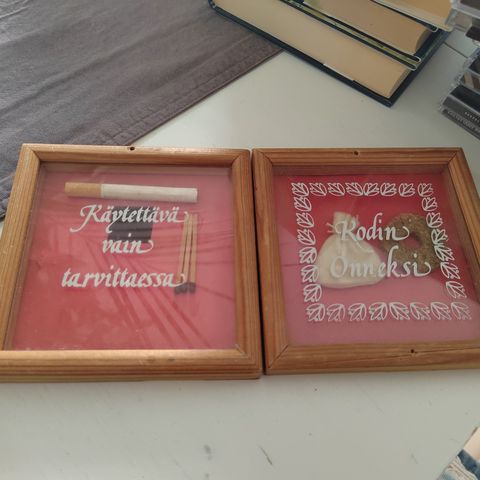 Käytettävä
vain
tarvittaessa
Kodin
Onneksi